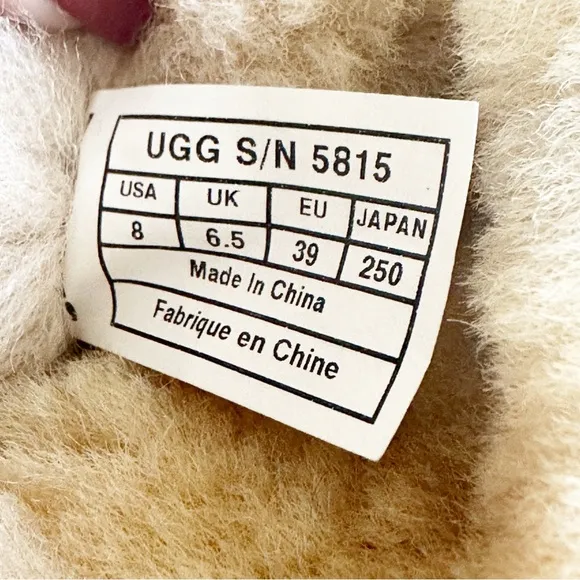 UGG S/N 5815
USA UK EU JAPAN
8 6.5 39 250
Made In China
Fabrique en Chine